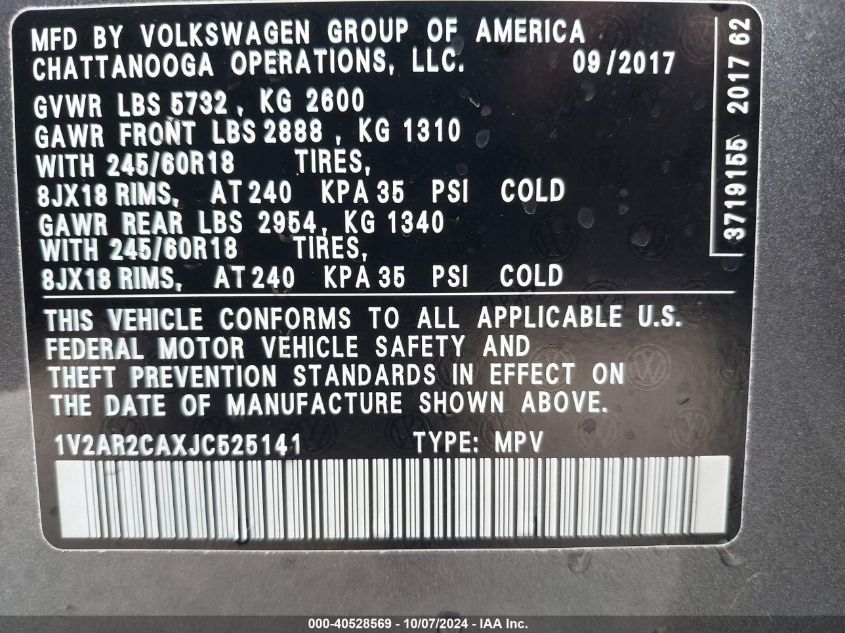 MFD BY VOLKSWAGEN GROUP OF AMERICA
CHATTANOOGA OPERATIONS, LLC. 09/2017
GVWR LBS 5732, KG 2600
GAWR FRONT LBS 2888, KG 1310
WITH 245/60R18 TIRES,
8JX18 RIMS, AT 240 KPA 35 PSI COLD
GAWR REAR LBS 2954, KG 1340
WITH 245/60R18 TIRES,
8JX18 RIMS, AT 240 KPA 35 PSI COLD
3719155 2017 62
THIS VEHICLE CONFORMS TO ALL APPLICABLE U.S.
FEDERAL MOTOR VEHICLE SAFETY AND
THEFT PREVENTION STANDARDS IN EFFECT ON
THE DATE OF MANUFACTURE SHOWN ABOVE.
1V2AR2CAXJC525141 TYPE: MPV
000-40528569 - 10/07/2024 - IAA Inc.